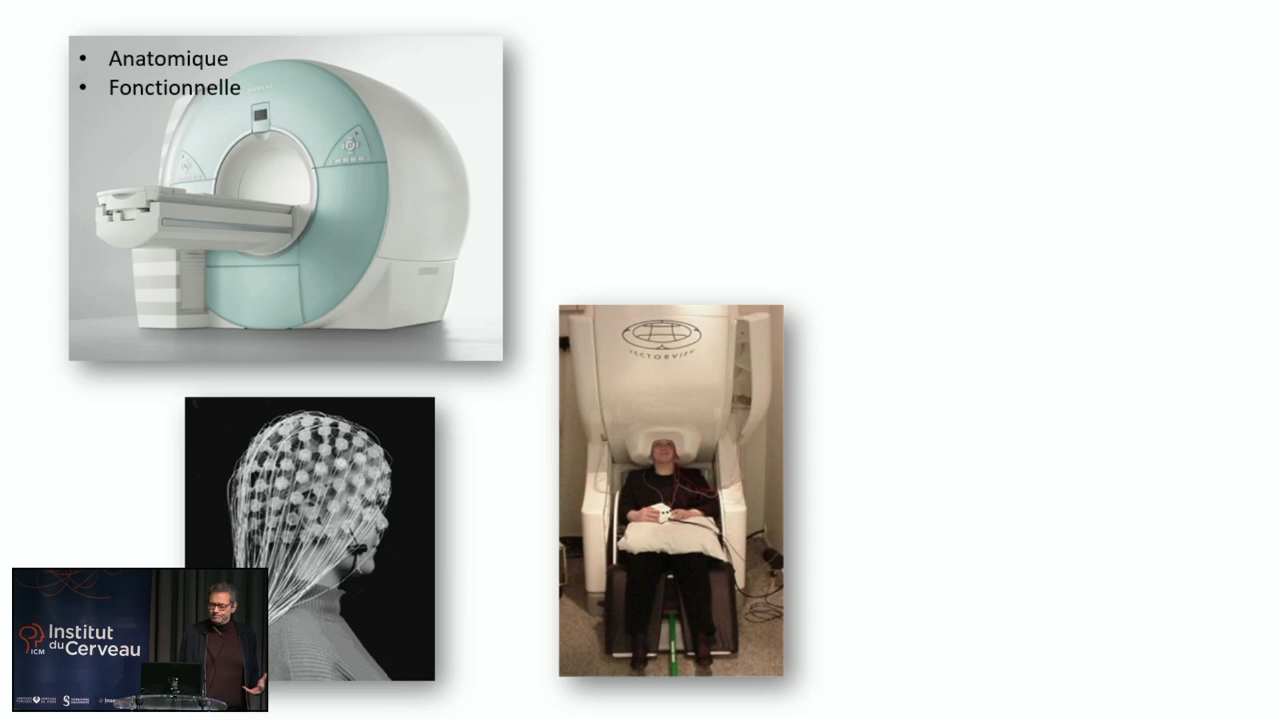 • Anatomique
• Fonctionnelle
Institut
du Cerveau
ICM